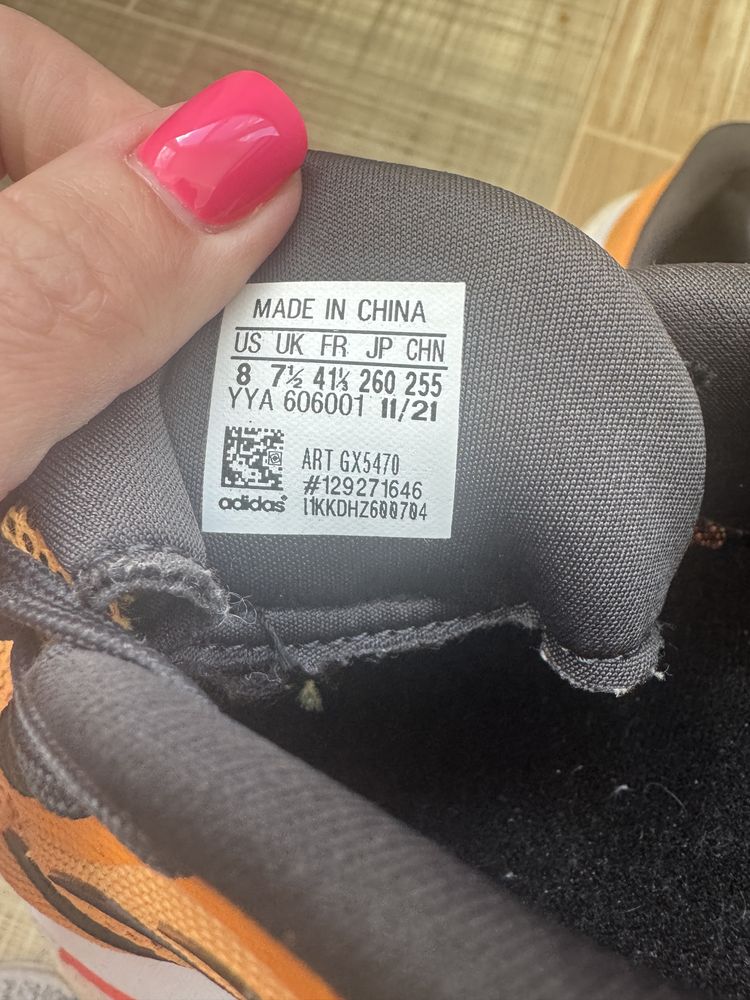 MADE IN CHINA
US UK FR JP CHN
8 7½ 41⅓ 260 255
YYA 606001 11/21
ART GX5470
#129271646
adidas®